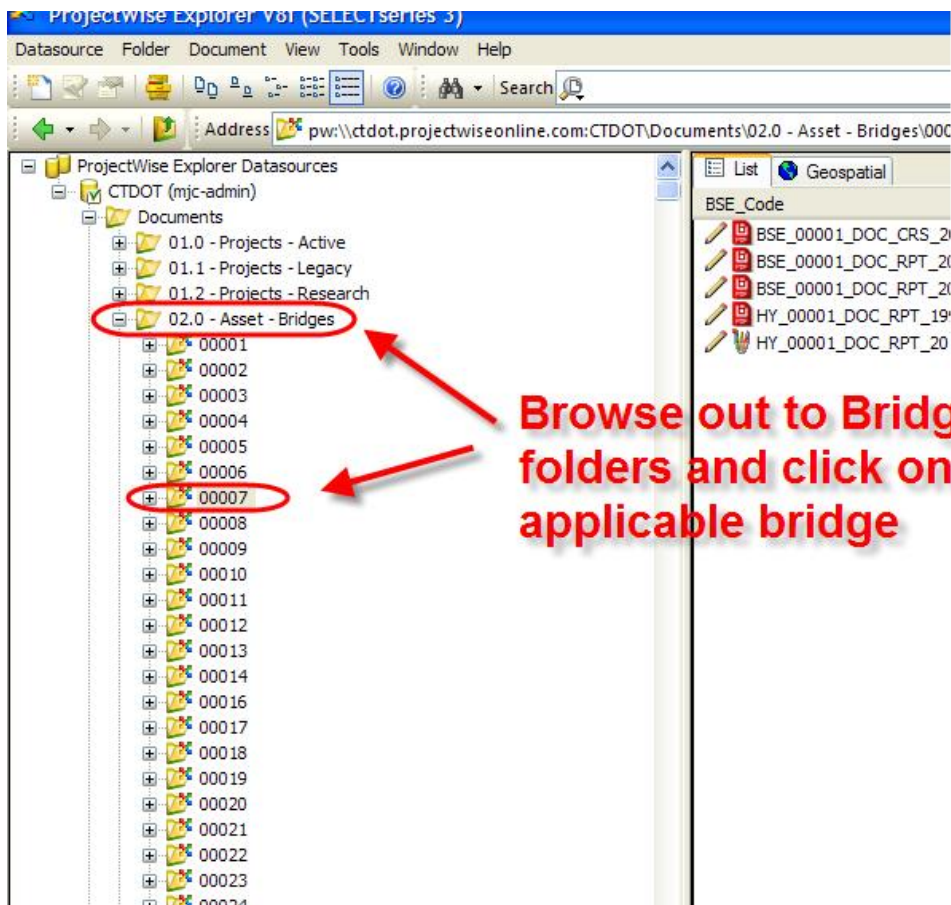 ProjectWise Explorer V8i (SELECTseries 3)
Datasource Folder Document View Tools Window Help
Search
Address pw:\\ctdot.projectwiseonline.com:CTDOT\Documents\02.0 - Asset - Bridges\000
ProjectWise Explorer Datasources
CTDOT (mjc-admin)
Documents
01.0 - Projects - Active
01.1 - Projects - Legacy
01.2 - Projects - Research
02.0 - Asset - Bridges
00001
00002
00003
00004
00005
00006
00007
00008
00009
00010
00011
00012
00013
00014
00016
00017
00018
00019
00020
00021
00022
00023
00024
List Geospatial
BSE_Code
BSE_00001_DOC_CRS_20
BSE_00001_DOC_RPT_20
BSE_00001_DOC_RPT_20
HY_00001_DOC_RPT_199
HY_00001_DOC_RPT_20
Browse out to Bridg
folders and click on
applicable bridge